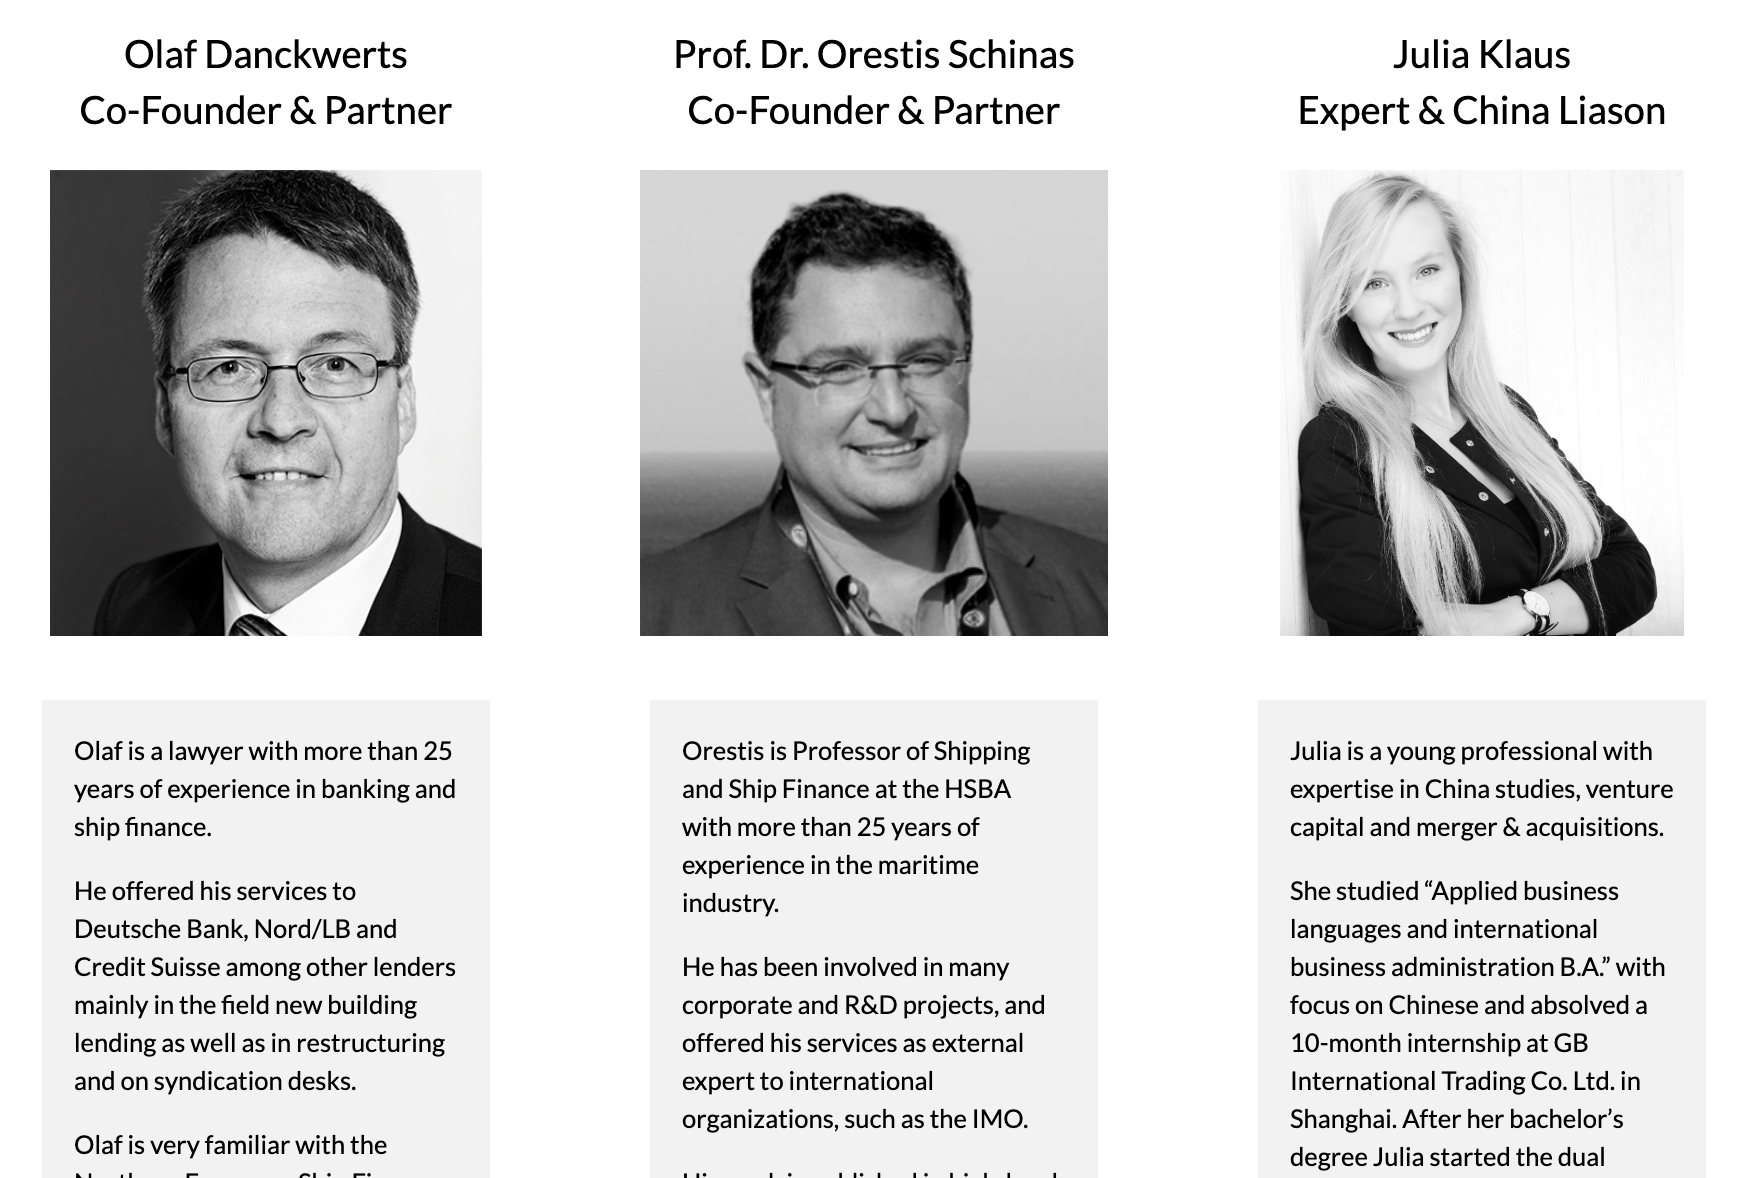 Olaf Danckwerts
Co-Founder & Partner
Olaf is a lawyer with more than 25
years of experience in banking and
ship finance.
He offered his services to
Deutsche Bank, Nord/LB and
Credit Suisse among other lenders
mainly in the field new building
lending as well as in restructuring
and on syndication desks.
Olaf is very familiar with the
Prof. Dr. Orestis Schinas
Co-Founder & Partner
Orestis is Professor of Shipping
and Ship Finance at the HSBA
with more than 25 years of
experience in the maritime
industry.
He has been involved in many
corporate and R&D projects, and
offered his services as external
expert to international
organizations, such as the IMO.
Julia Klaus
Expert & China Liason
Julia is a young professional with
expertise in China studies, venture
capital and merger & acquisitions.
She studied “Applied business
languages and international
business administration B.A.” with
focus on Chinese and absolved a
10-month internship at GB
International Trading Co. Ltd. in
Shanghai. After her bachelor’s
degree Julia started the dual